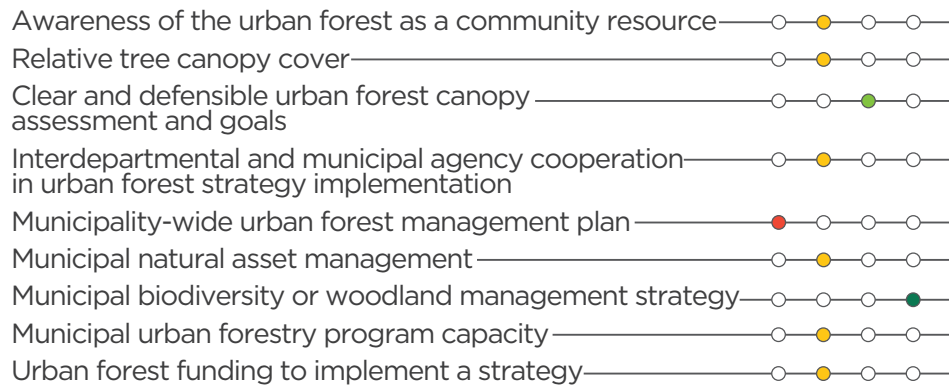 Awareness of the urban forest as a community resource
Relative tree canopy cover
Clear and defensible urban forest canopy
assessment and goals
Interdepartmental and municipal agency cooperation
in urban forest strategy implementation
Municipality-wide urban forest management plan
Municipal natural asset management
Municipal biodiversity or woodland management strategy
Municipal urban forestry program capacity
Urban forest funding to implement a strategy